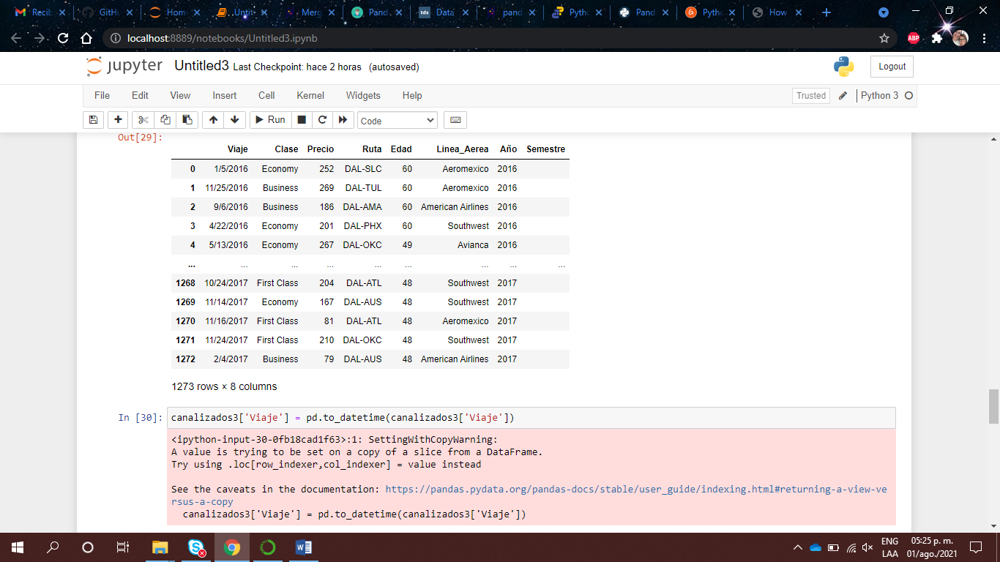 Recib
GitHu
Hom
Untit
Merg
Pand
Data
pand
Pytho
Pand
Pytho
How
localhost:8889/notebooks/Untitled3.ipynb
ABP
jupyter Untitled3 Last Checkpoint: hace 2 horas (autosaved)
Logout
File Edit View Insert Cell Kernel Widgets Help
Trusted Python 3
Run Code
Out[29]:
Viaje Clase Precio Ruta Edad Linea_Aerea Año Semestre
0 1/5/2016 Economy 252 DAL-SLC 60 Aeromexico 2016
1 11/25/2016 Business 269 DAL-TUL 60 Aeromexico 2016
2 9/6/2016 Business 186 DAL-AMA 60 American Airlines 2016
3 4/22/2016 Economy 201 DAL-PHX 60 Southwest 2016
4 5/13/2016 Economy 267 DAL-OKC 49 Avianca 2016
... ... ... ... ... ... ... ... ...
1268 10/24/2017 First Class 204 DAL-ATL 48 Southwest 2017
1269 11/14/2017 Economy 167 DAL-AUS 48 Southwest 2017
1270 11/16/2017 First Class 81 DAL-ATL 48 Aeromexico 2017
1271 11/24/2017 First Class 210 DAL-OKC 48 Southwest 2017
1272 2/4/2017 Business 79 DAL-AUS 48 American Airlines 2017
1273 rows × 8 columns
In [30]: canalizados3['Viaje'] = pd.to_datetime(canalizados3['Viaje'])
<ipython-input-30-0fb18cad1f63>:1: SettingWithCopyWarning:
A value is trying to be set on a copy of a slice from a DataFrame.
Try using .loc[row_indexer,col_indexer] = value instead
See the caveats in the documentation: https://pandas.pydata.org/pandas-docs/stable/user_guide/indexing.html#returning-a-view-ve
rsus-a-copy
canalizados3['Viaje'] = pd.to_datetime(canalizados3['Viaje'])
ENG 05:25 p. m.
LAA 01/ago./2021